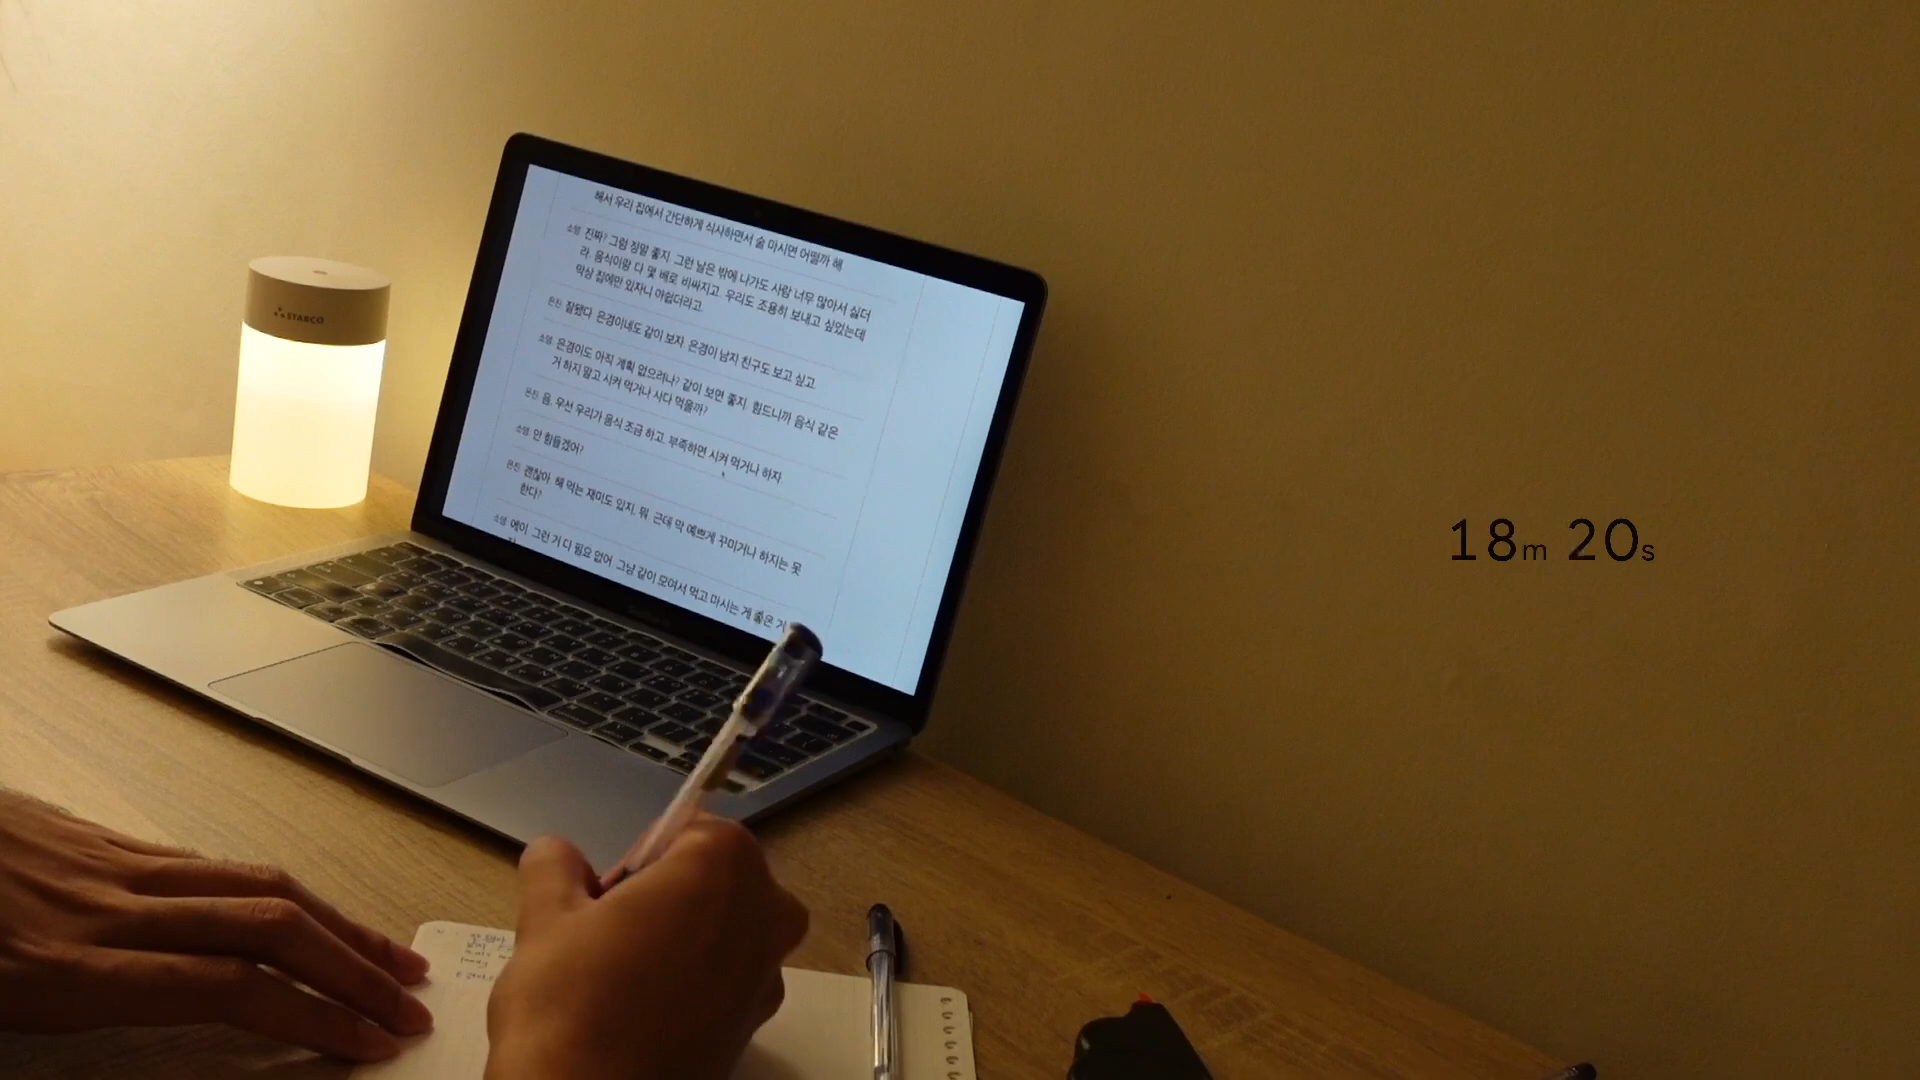 해서 우리 집에서 간단하게 식사하면서 술 마시면 어떨까 해
소영 진짜? 그럼 정말 좋지. 그런 날은 밖에 나가도 사람 너무 많아서 싫더
라. 음식이랑 다 몇 배로 비싸지고. 우리도 조용히 보내고 싶었는데
막상 집에만 있자니 아쉽더라고.
은진 잘됐다. 은경이네도 같이 보자. 은경이 남자 친구도 보고 싶고.
소영 은경이도 아직 계획 없으려나? 같이 보면 좋지. 힘드니까 음식 같은
거 하지 말고 시켜 먹거나 사다 먹을까?
은진 음, 우선 우리가 음식 조금 하고, 부족하면 시켜 먹거나 하자.
소영 안 힘들겠어?
은진 괜찮아. 해 먹는 재미도 있지, 뭐. 근데 막 예쁘게 꾸미거나 하지는 못
한다?
소영 에이, 그런 거 다 필요 없어. 그냥 같이 모여서 먹고 마시는 게 좋은 거
STARCO
18m 20s